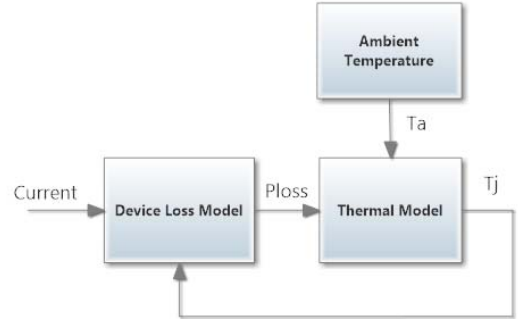 Ambient
Temperature
Ta
Current
Device Loss Model
Ploss
Thermal Model
Tj